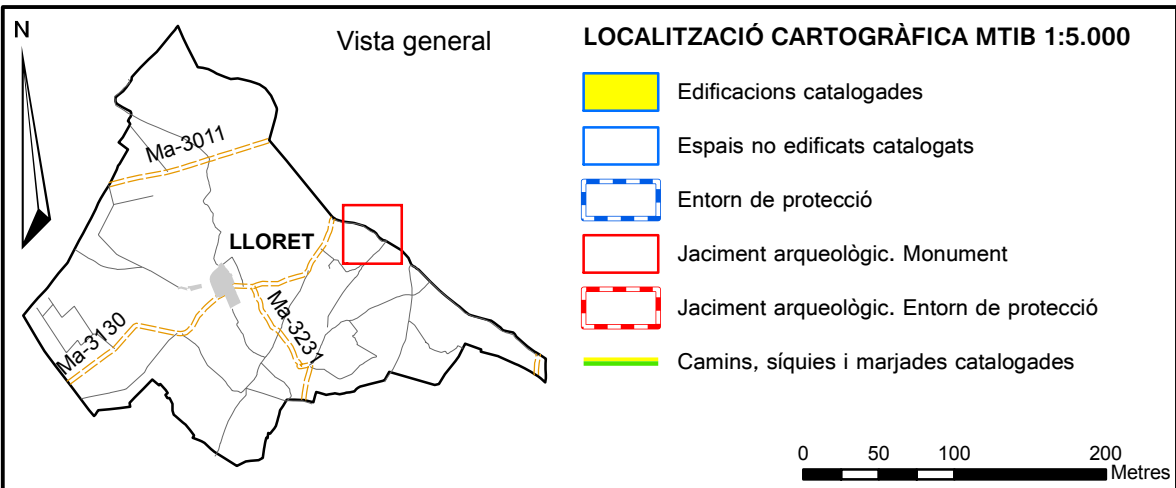 N
Vista general
Ma-3011
LLORET
Ma-3130
Ma-3231
LOCALITZACIÓ CARTOGRÀFICA MTIB 1:5.000
Edificacions catalogades
Espais no edificats catalogats
Entorn de protecció
Jaciment arqueològic. Monument
Jaciment arqueològic. Entorn de protecció
Camins, síquies i marjades catalogades
0 50 100 200
Metres